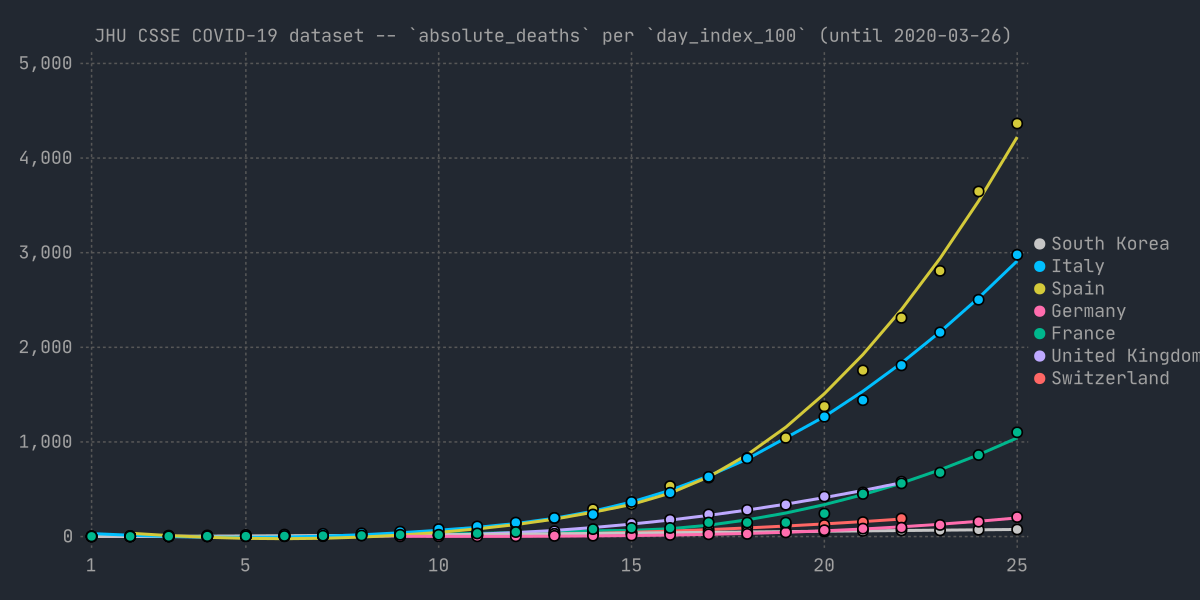 JHU CSSE COVID-19 dataset -- `absolute_deaths` per `day_index_100` (until 2020-03-26)
5,000
4,000
3,000
2,000
1,000
0
1
5
10
15
20
25
South Korea
Italy
Spain
Germany
France
United Kingdom
Switzerland